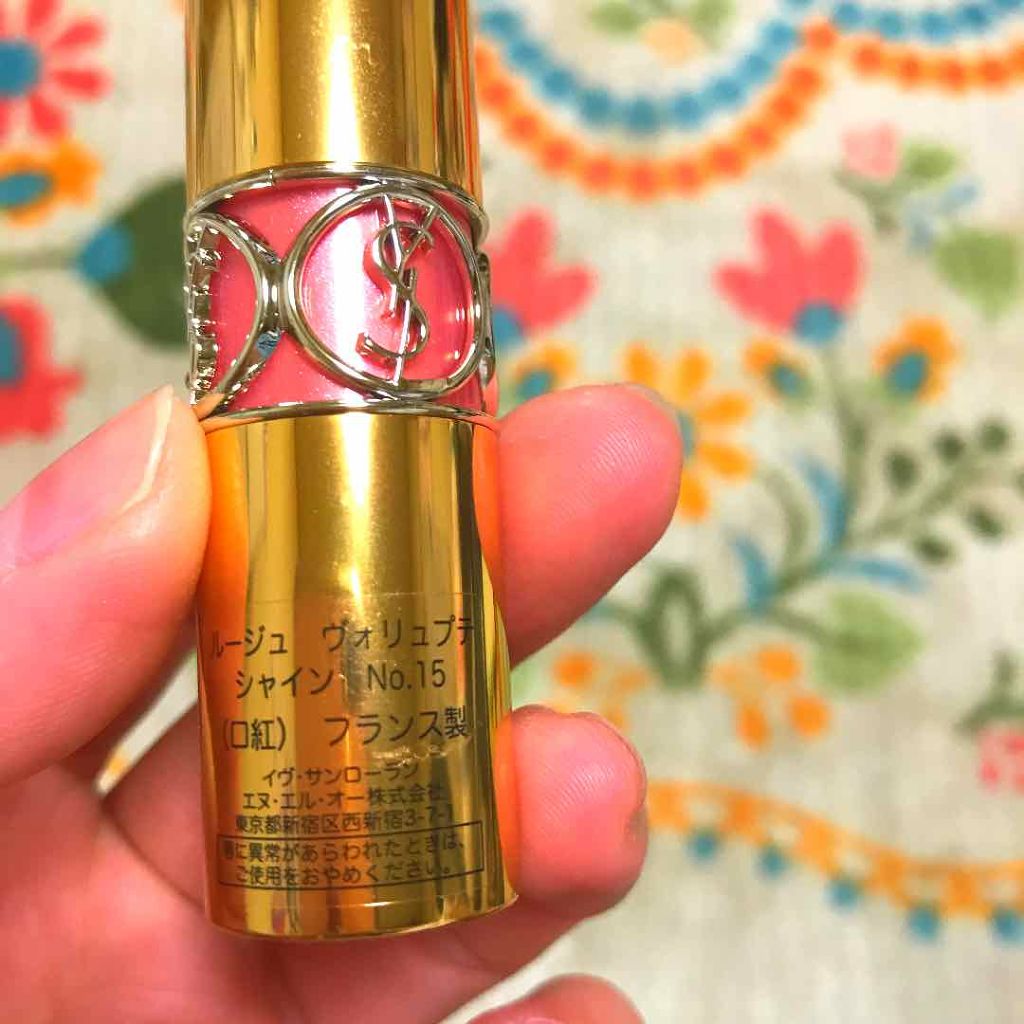 YSL
ルージュ ヴォリュプテ
シャイン No.15
(口紅) フランス製
イヴ・サンローラン
エヌ・エル・オー株式会社
東京都新宿区西新宿3-7-1
唇に異常があらわれたときは、
ご使用をおやめください。